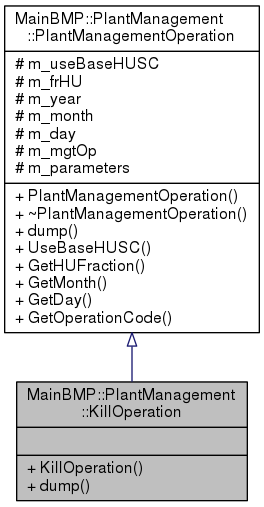 MainBMP::PlantManagement
::PlantManagementOperation
# m_useBaseHUSC
# m_frHU
# m_year
# m_month
# m_day
# m_mgtOp
# m_parameters
+ PlantManagementOperation()
+ ~PlantManagementOperation()
+ dump()
+ UseBaseHUSC()
+ GetHUFraction()
+ GetMonth()
+ GetDay()
+ GetOperationCode()
MainBMP::PlantManagement
::KillOperation
+ KillOperation()
+ dump()